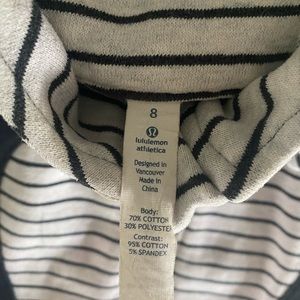 8
lululemon
athletica
Designed in
Vancouver
Made in
China
Body:
70% COTTON
30% POLYESTER
Contrast:
95% COTTON
5% SPANDEX